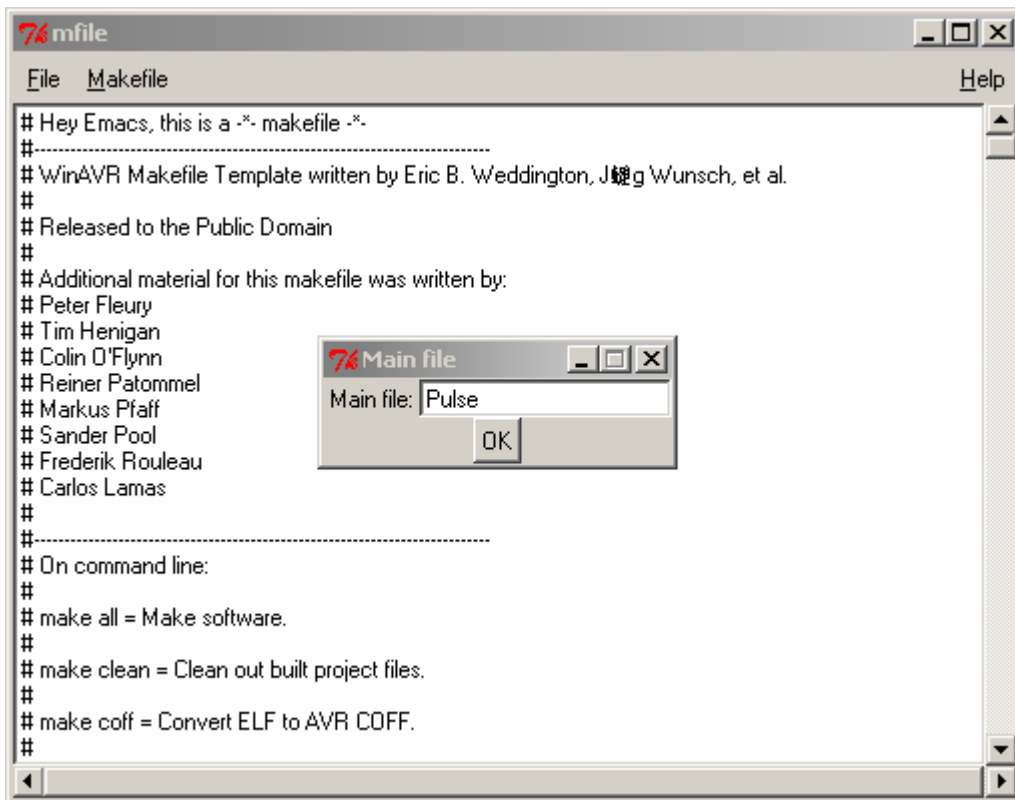 mfile
File Makefile Help
# Hey Emacs, this is a -*- makefile -*-
#----------------------------------------------------------------------------
# WinAVR Makefile Template written by Eric B. Weddington, J g Wunsch, et al.
#
# Released to the Public Domain
#
# Additional material for this makefile was written by:
# Peter Fleury
# Tim Henigan
# Colin O'Flynn
# Reiner Patommel
# Markus Pfaff
# Sander Pool
# Frederik Rouleau
# Carlos Lamas
#
#----------------------------------------------------------------------------
# On command line:
#
# make all = Make software.
#
# make clean = Clean out built project files.
#
# make coff = Convert ELF to AVR COFF.
#
Main file
Main file: Pulse
OK